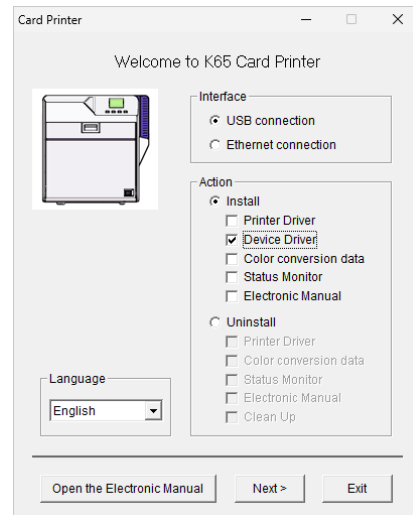 Card Printer
Welcome to K65 Card Printer
Interface
USB connection
Ethernet connection
Action
Install
Printer Driver
Device Driver
Color conversion data
Status Monitor
Electronic Manual
Uninstall
Printer Driver
Color conversion data
Status Monitor
Electronic Manual
Clean Up
Language
English
Open the Electronic Manual
Next >
Exit